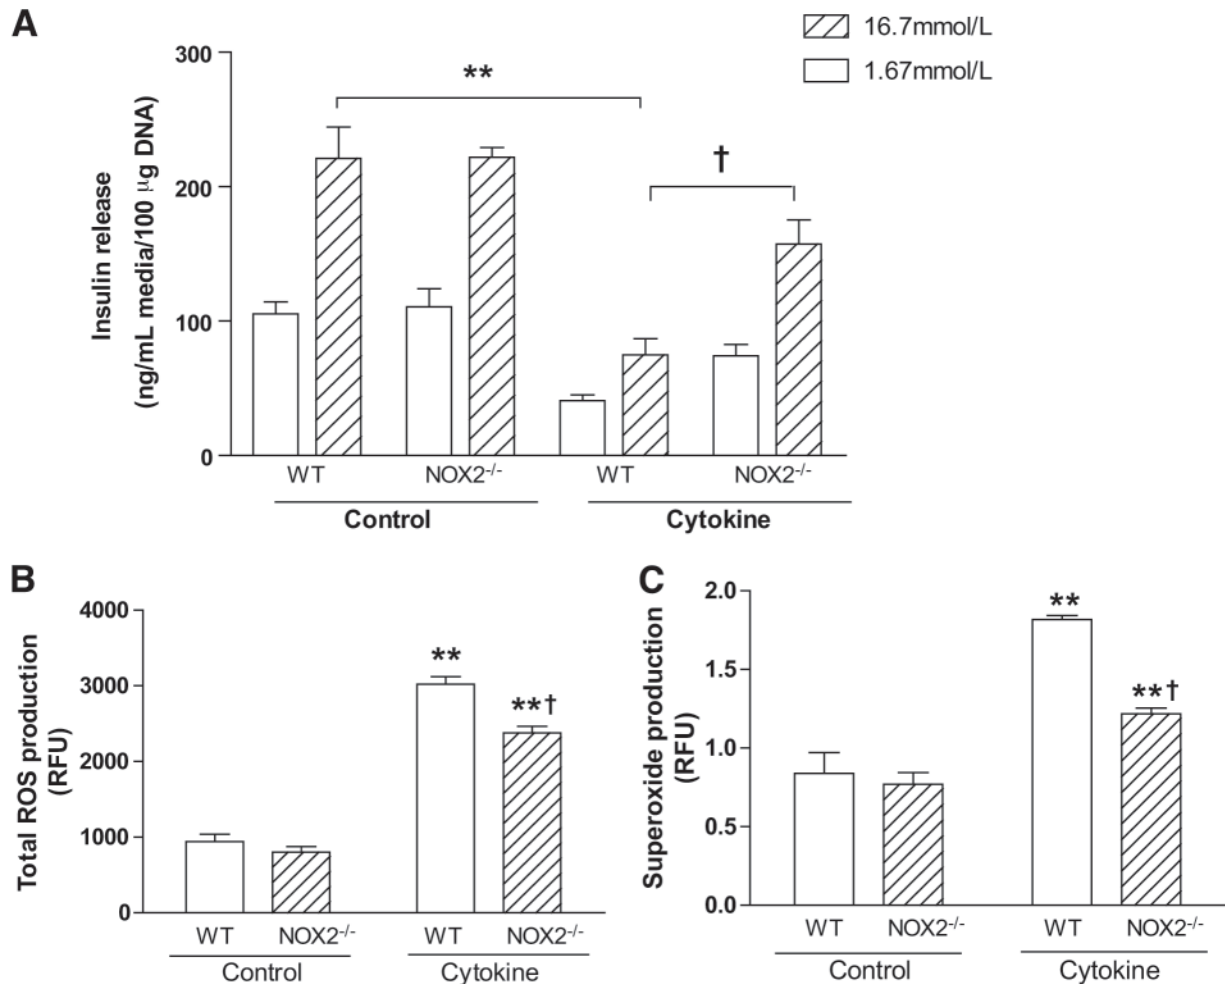 A
16.7mmol/L
1.67mmol/L
Insulin release
(ng/mL media/100 µg DNA)
300
200
100
0
**
†
WT
NOX2-/-
WT
NOX2-/-
Control
Cytokine
B
Total ROS production
(RFU)
4000
3000
2000
1000
0
**
**†
WT
NOX2-/-
WT
NOX2-/-
Control
Cytokine
C
Superoxide production
(RFU)
2.0
1.5
1.0
0.5
0.0
**
**†
WT
NOX2-/-
WT
NOX2-/-
Control
Cytokine